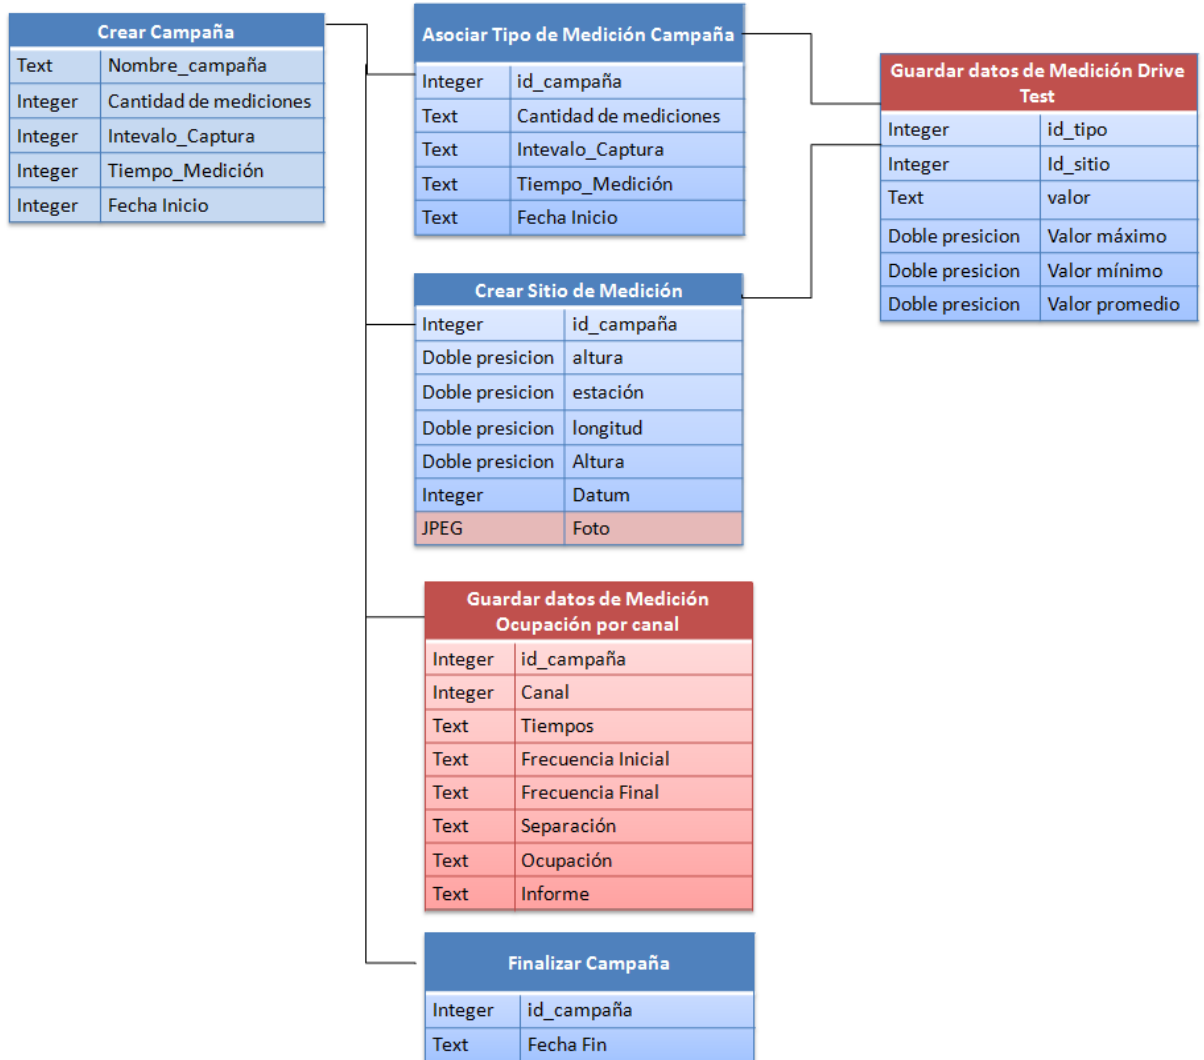 Crear Campaña
Text Nombre_campaña
Integer Cantidad de mediciones
Integer Intevalo_Captura
Integer Tiempo_Medición
Integer Fecha Inicio
Asociar Tipo de Medición Campaña
Integer id_campaña
Text Cantidad de mediciones
Text Intevalo_Captura
Text Tiempo_Medición
Text Fecha Inicio
Guardar datos de Medición Drive
Test
Integer id_tipo
Integer Id_sitio
Text valor
Doble presicion Valor máximo
Doble presicion Valor mínimo
Doble presicion Valor promedio
Crear Sitio de Medición
Integer id_campaña
Doble presicion altura
Doble presicion estación
Doble presicion longitud
Doble presicion Altura
Integer Datum
JPEG Foto
Guardar datos de Medición
Ocupación por canal
Integer id_campaña
Integer Canal
Text Tiempos
Text Frecuencia Inicial
Text Frecuencia Final
Text Separación
Text Ocupación
Text Informe
Finalizar Campaña
Integer id_campaña
Text Fecha Fin